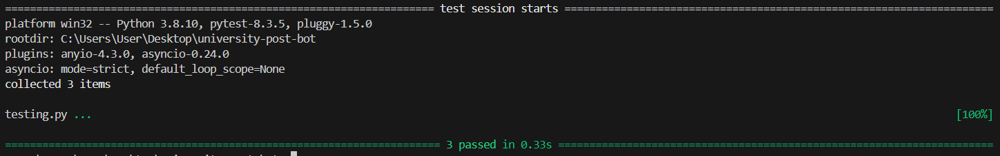 ===================================================================== test session starts =====================================================================
platform win32 -- Python 3.8.10, pytest-8.3.5, pluggy-1.5.0
rootdir: C:\Users\User\Desktop\university-post-bot
plugins: anyio-4.3.0, asyncio-0.24.0
asyncio: mode=strict, default_loop_scope=None
collected 3 items
testing.py ... [100%]
====================================================================== 3 passed in 0.33s ======================================================================